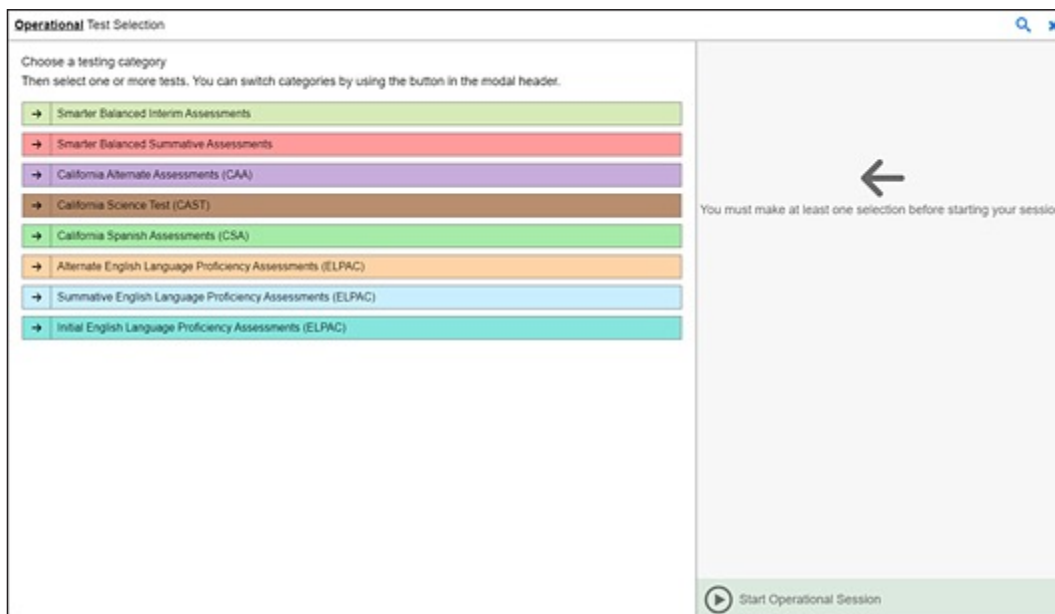 Operational Test Selection
Choose a testing category
Then select one or more tests. You can switch categories by using the button in the modal header.
Smarter Balanced Interim Assessments
Smarter Balanced Summative Assessments
California Alternate Assessments (CAA)
California Science Test (CAST)
California Spanish Assessments (CSA)
Alternate English Language Proficiency Assessments (ELPAC)
Summative English Language Proficiency Assessments (ELPAC)
Initial English Language Proficiency Assessments (ELPAC)
You must make at least one selection before starting your sessio
Start Operational Session